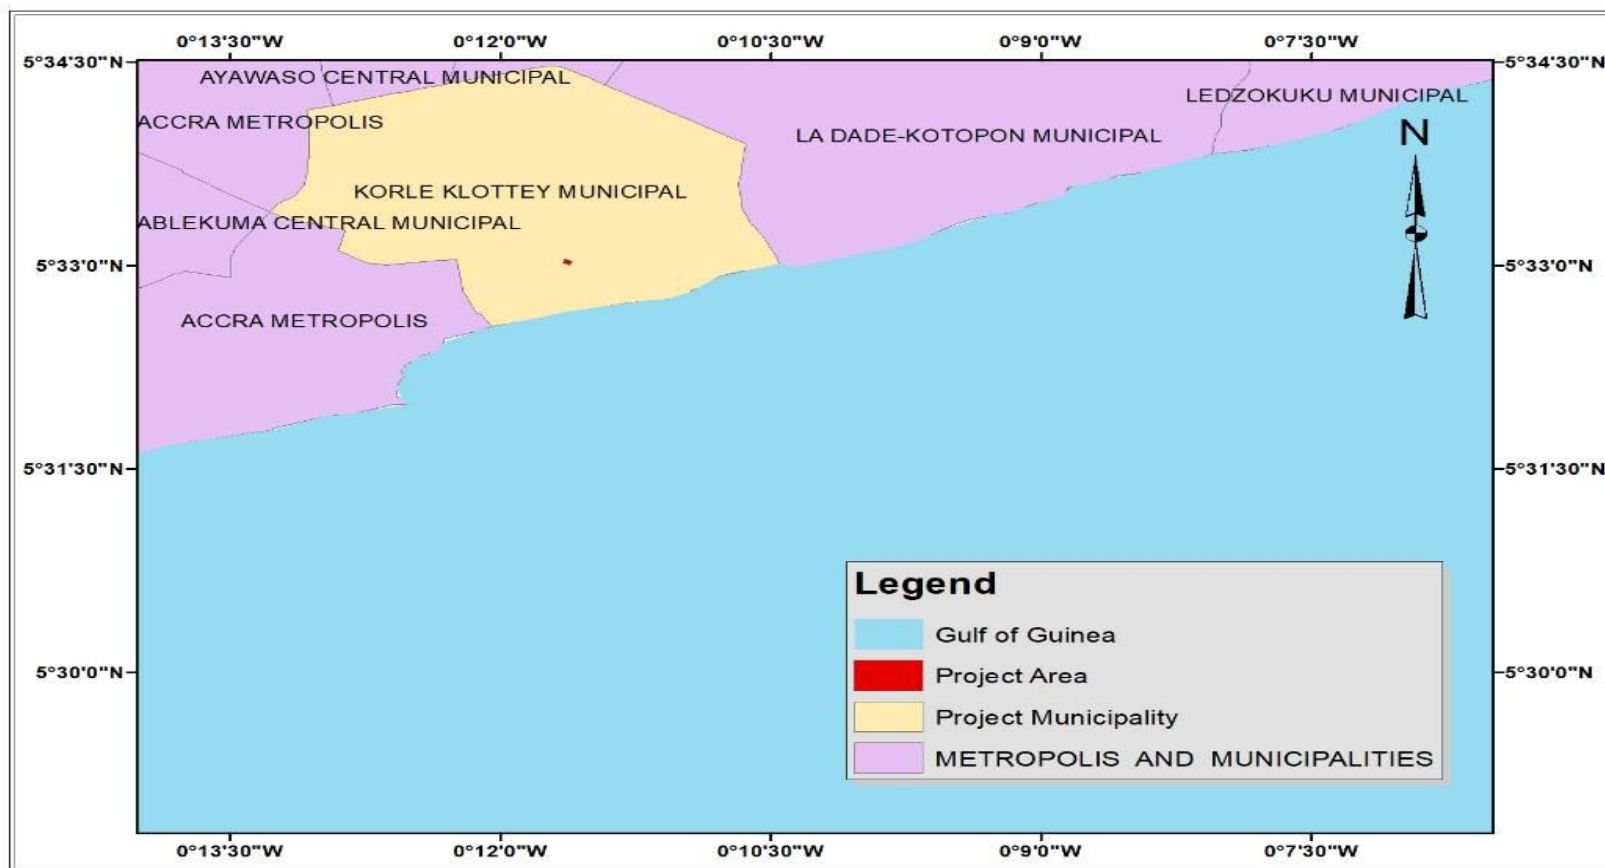 0°13'30"W 0°12'0"W 0°10'30"W 0°9'0"W 0°7'30"W
5°34'30"N 5°34'30"N
AYAWASO CENTRAL MUNICIPAL
LEDZOKUKU MUNICIPAL
ACCRA METROPOLIS
LA DADE-KOTOPON MUNICIPAL
N
KORLE KLOTTEY MUNICIPAL
ABLEKUMA CENTRAL MUNICIPAL
5°33'0"N 5°33'0"N
ACCRA METROPOLIS
5°31'30"N 5°31'30"N
Legend
Gulf of Guinea
Project Area
Project Municipality
METROPOLIS AND MUNICIPALITIES
5°30'0"N 5°30'0"N
0°13'30"W 0°12'0"W 0°10'30"W 0°9'0"W 0°7'30"W